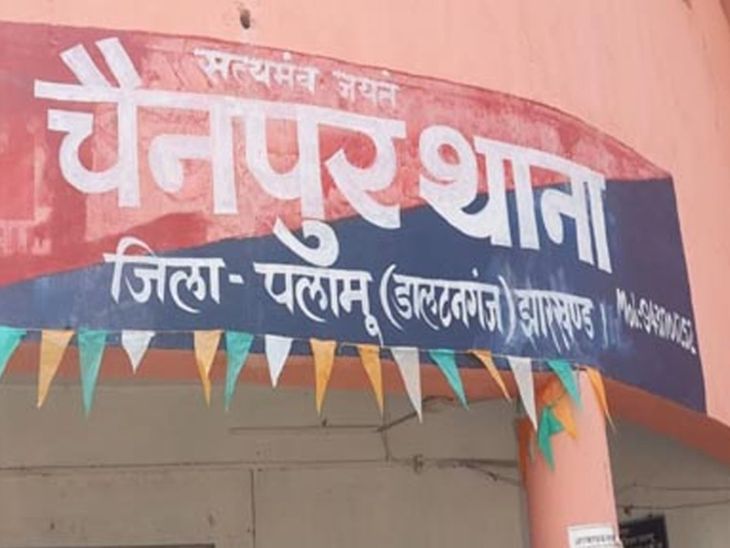 सत्यमेव जयते
चैनपुर थाना
जिला - पलामू (डालटनगंज) झारखण्ड ।